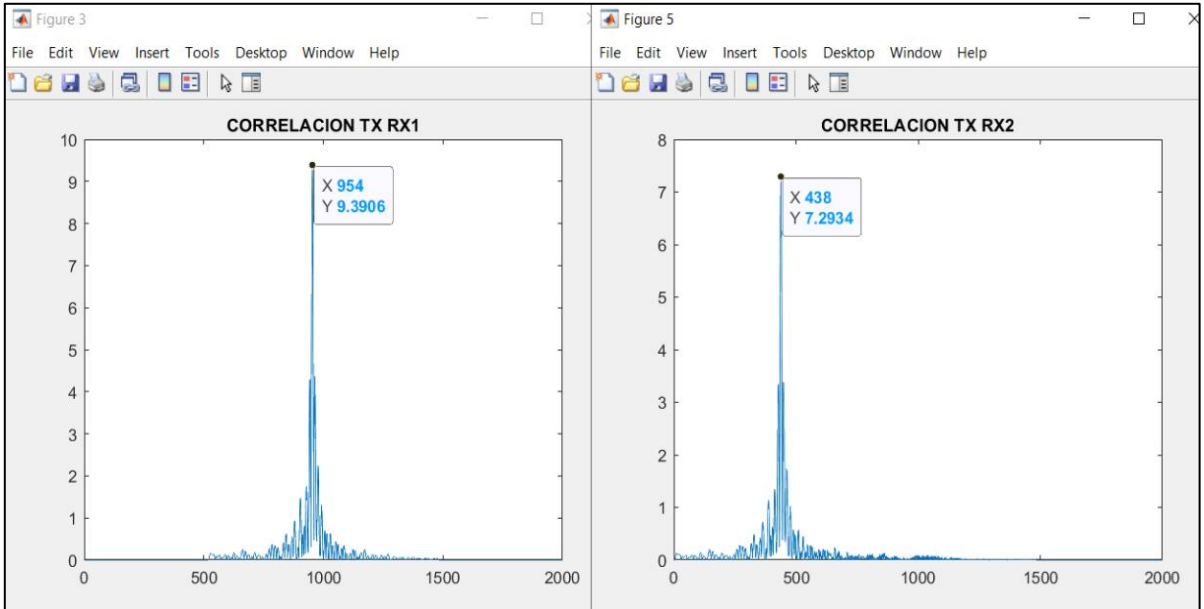 Figure 3
File Edit View Insert Tools Desktop Window Help
CORRELACION TX RX1
10
9
8
7
6
5
4
3
2
1
0
X 954
Y 9.3906
0 500 1000 1500 2000
Figure 5
File Edit View Insert Tools Desktop Window Help
CORRELACION TX RX2
8
7
6
5
4
3
2
1
0
X 438
Y 7.2934
0 500 1000 1500 2000